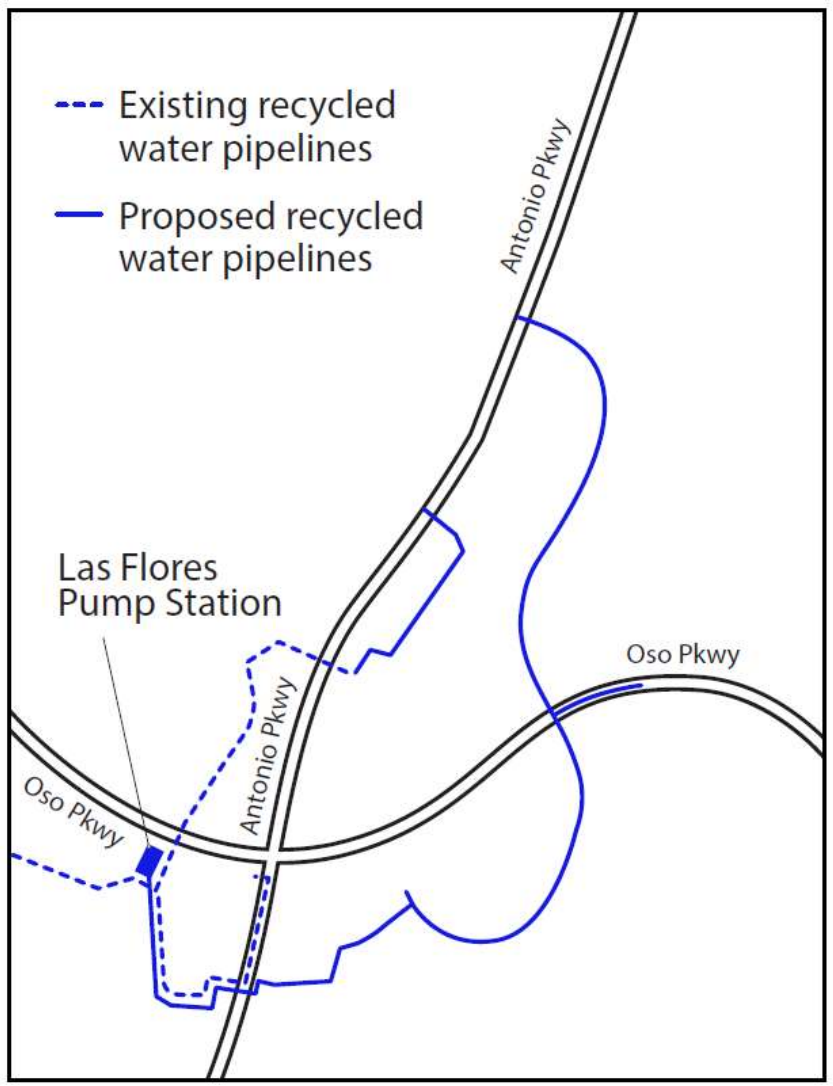 Existing recycled
water pipelines
Proposed recycled
water pipelines
Antonio Pkwy
Las Flores
Pump Station
Oso Pkwy
Antonio Pkwy
Oso Pkwy